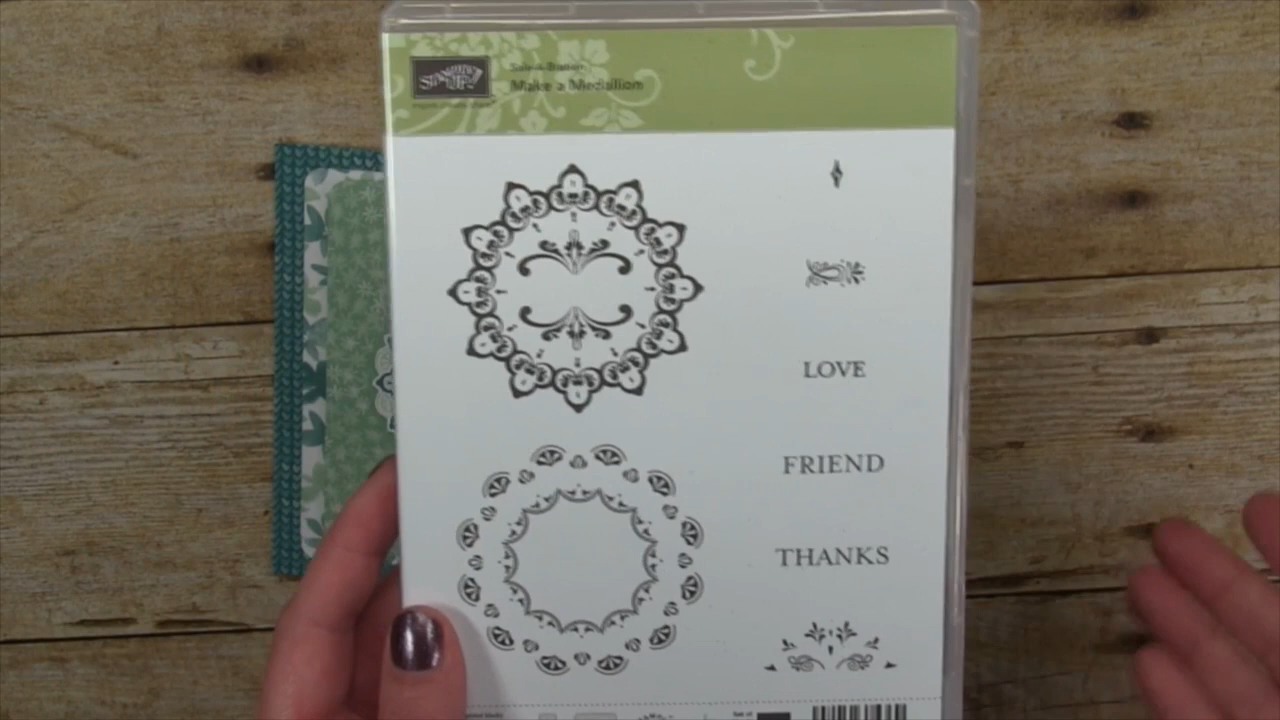 STAMPIN' UP!
Make a Medallion
LOVE
FRIEND
THANKS